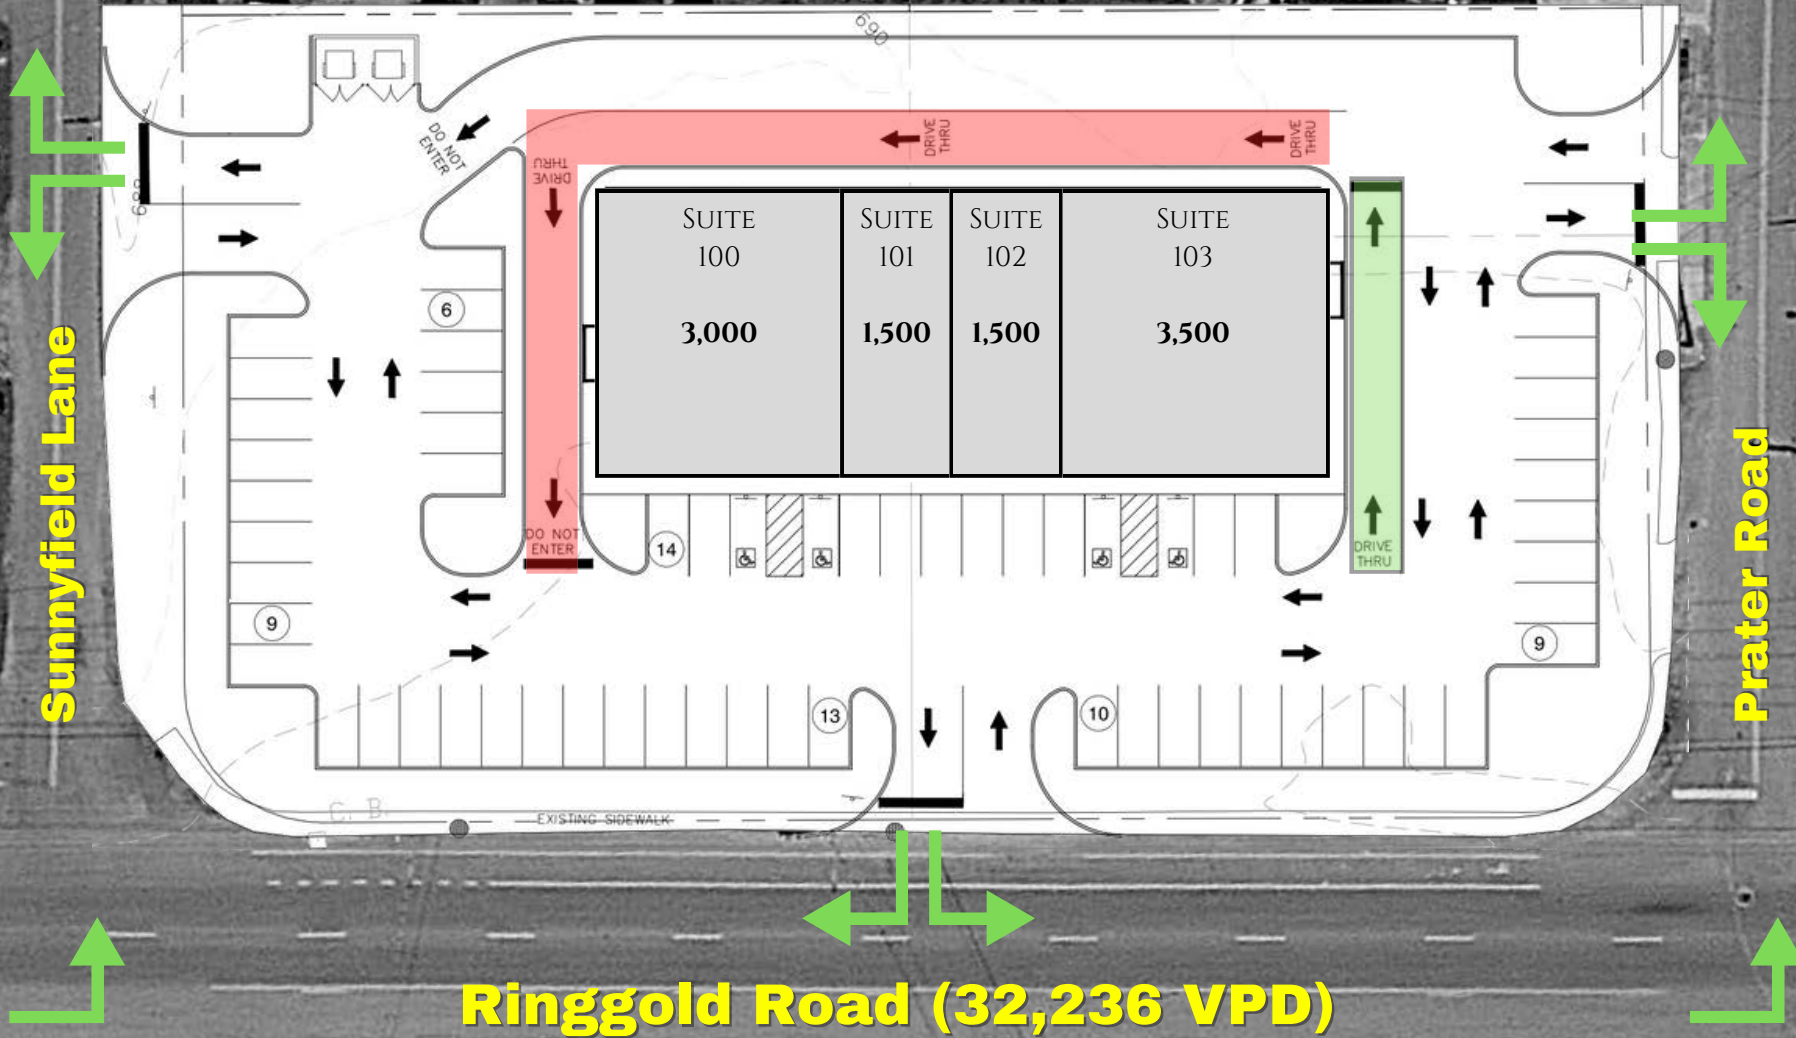 690
DO NOT
ENTER
DRIVE
THRU
DRIVE
THRU
DRIVE
THRU
689
SUITE
100
3,000
SUITE
101
1,500
SUITE
102
1,500
SUITE
103
3,500
6
Sunnyfield Lane
Prater Road
DO NOT
ENTER
14
DRIVE
THRU
9
9
13
10
C. B.
EXISTING SIDEWALK
Ringgold Road (32,236 VPD)